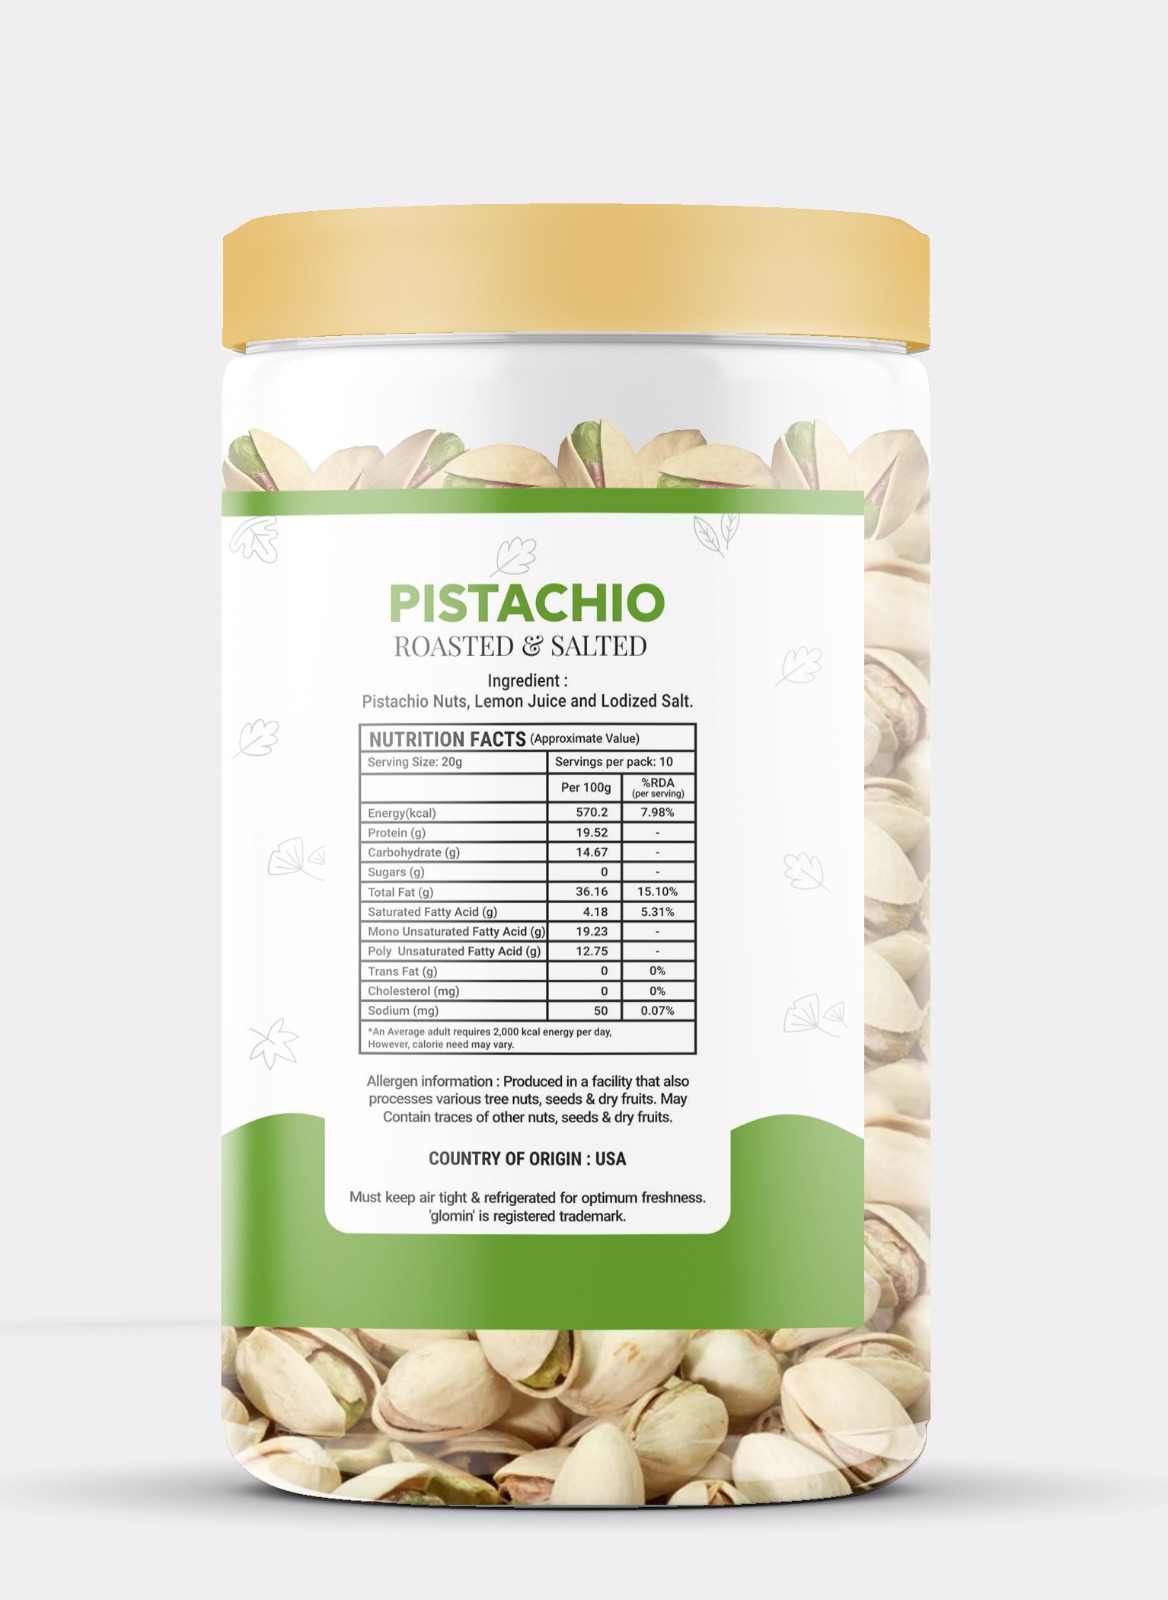 PISTACHIO
ROASTED & SALTED
Ingredient :
Pistachio Nuts, Lemon Juice and Lodized Salt.
NUTRITION FACTS (Approximate Value)
Serving Size: 20g Servings per pack: 10
Per 100g %RDA (per serving)
Energy(kcal) 570.2 7.98%
Protein (g) 19.52 -
Carbohydrate (g) 14.67 -
Sugars (g) 0 -
Total Fat (g) 36.16 15.10%
Saturated Fatty Acid (g) 4.18 5.31%
Mono Unsaturated Fatty Acid (g) 19.23 -
Poly Unsaturated Fatty Acid (g) 12.75 -
Trans Fat (g) 0 0%
Cholesterol (mg) 0 0%
Sodium (mg) 50 0.07%
*An Average adult requires 2,000 kcal energy per day,
However, calorie need may vary.
Allergen information : Produced in a facility that also
processes various tree nuts, seeds & dry fruits. May
Contain traces of other nuts, seeds & dry fruits.
COUNTRY OF ORIGIN : USA
Must keep air tight & refrigerated for optimum freshness.
'glomin' is registered trademark.